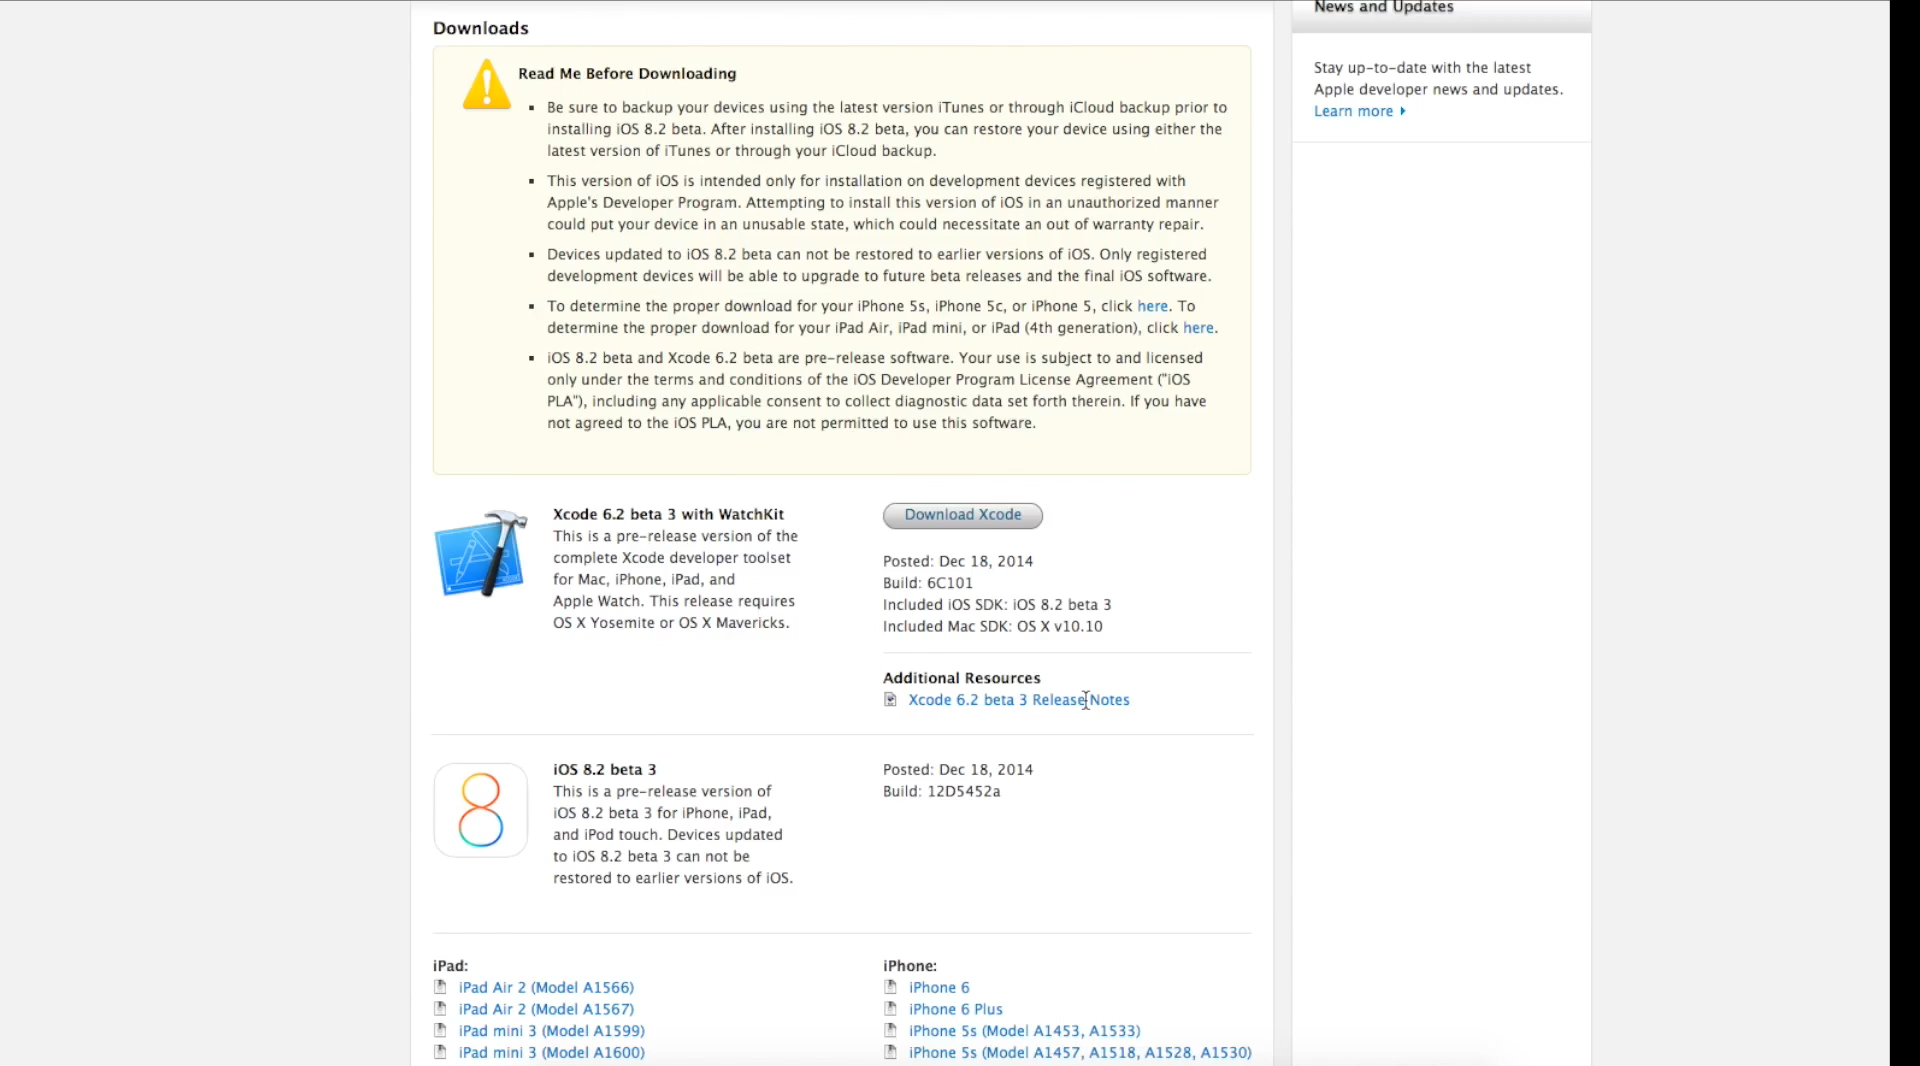 Downloads
Read Me Before Downloading
Be sure to backup your devices using the latest version iTunes or through iCloud backup prior to
installing iOS 8.2 beta. After installing iOS 8.2 beta, you can restore your device using either the
latest version of iTunes or through your iCloud backup.
This version of iOS is intended only for installation on development devices registered with
Apple's Developer Program. Attempting to install this version of iOS in an unauthorized manner
could put your device in an unusable state, which could necessitate an out of warranty repair.
Devices updated to iOS 8.2 beta can not be restored to earlier versions of iOS. Only registered
development devices will be able to upgrade to future beta releases and the final iOS software.
To determine the proper download for your iPhone 5s, iPhone 5c, or iPhone 5, click here. To
determine the proper download for your iPad Air, iPad mini, or iPad (4th generation), click here.
iOS 8.2 beta and Xcode 6.2 beta are pre-release software. Your use is subject to and licensed
only under the terms and conditions of the iOS Developer Program License Agreement ("iOS
PLA"), including any applicable consent to collect diagnostic data set forth therein. If you have
not agreed to the iOS PLA, you are not permitted to use this software.
Xcode 6.2 beta 3 with WatchKit
This is a pre-release version of the
complete Xcode developer toolset
for Mac, iPhone, iPad, and
Apple Watch. This release requires
OS X Yosemite or OS X Mavericks.
Download Xcode
Posted: Dec 18, 2014
Build: 6C101
Included iOS SDK: iOS 8.2 beta 3
Included Mac SDK: OS X v10.10
Additional Resources
Xcode 6.2 beta 3 Release Notes
8
iOS 8.2 beta 3
This is a pre-release version of
iOS 8.2 beta 3 for iPhone, iPad,
and iPod touch. Devices updated
to iOS 8.2 beta 3 can not be
restored to earlier versions of iOS.
Posted: Dec 18, 2014
Build: 12D5452a
iPad:
iPad Air 2 (Model A1566)
iPad Air 2 (Model A1567)
iPad mini 3 (Model A1599)
iPad mini 3 (Model A1600)
iPhone:
iPhone 6
iPhone 6 Plus
iPhone 5s (Model A1453, A1533)
iPhone 5s (Model A1457, A1518, A1528, A1530)
News and Updates
Stay up-to-date with the latest
Apple developer news and updates.
Learn more